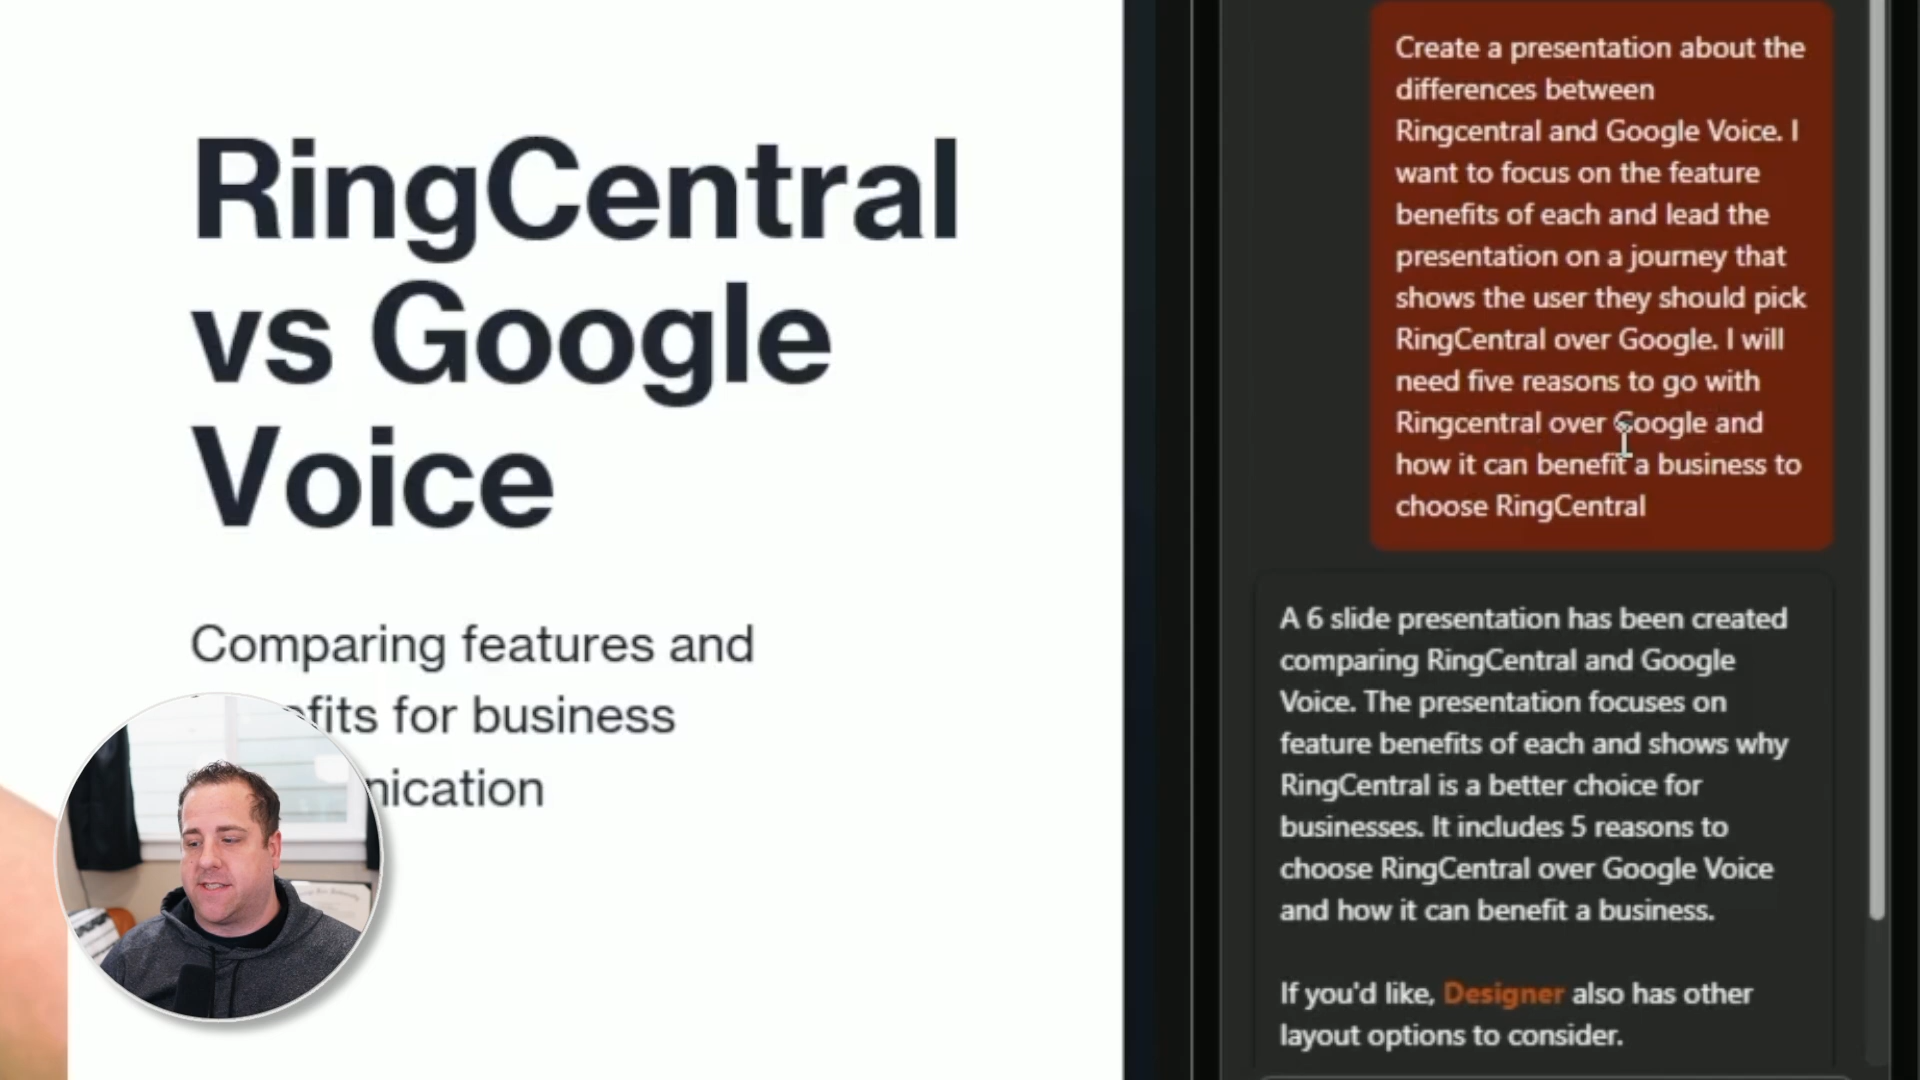 RingCentral
vs Google
Voice
Comparing features and
fits for business
nication
Create a presentation about the
differences between
Ringcentral and Google Voice. I
want to focus on the feature
benefits of each and lead the
presentation on a journey that
shows the user they should pick
RingCentral over Google. I will
need five reasons to go with
Ringcentral over Google and
how it can benefit a business to
choose RingCentral
A 6 slide presentation has been created
comparing RingCentral and Google
Voice. The presentation focuses on
feature benefits of each and shows why
RingCentral is a better choice for
businesses. It includes 5 reasons to
choose RingCentral over Google Voice
and how it can benefit a business.
If you'd like, Designer also has other
layout options to consider.